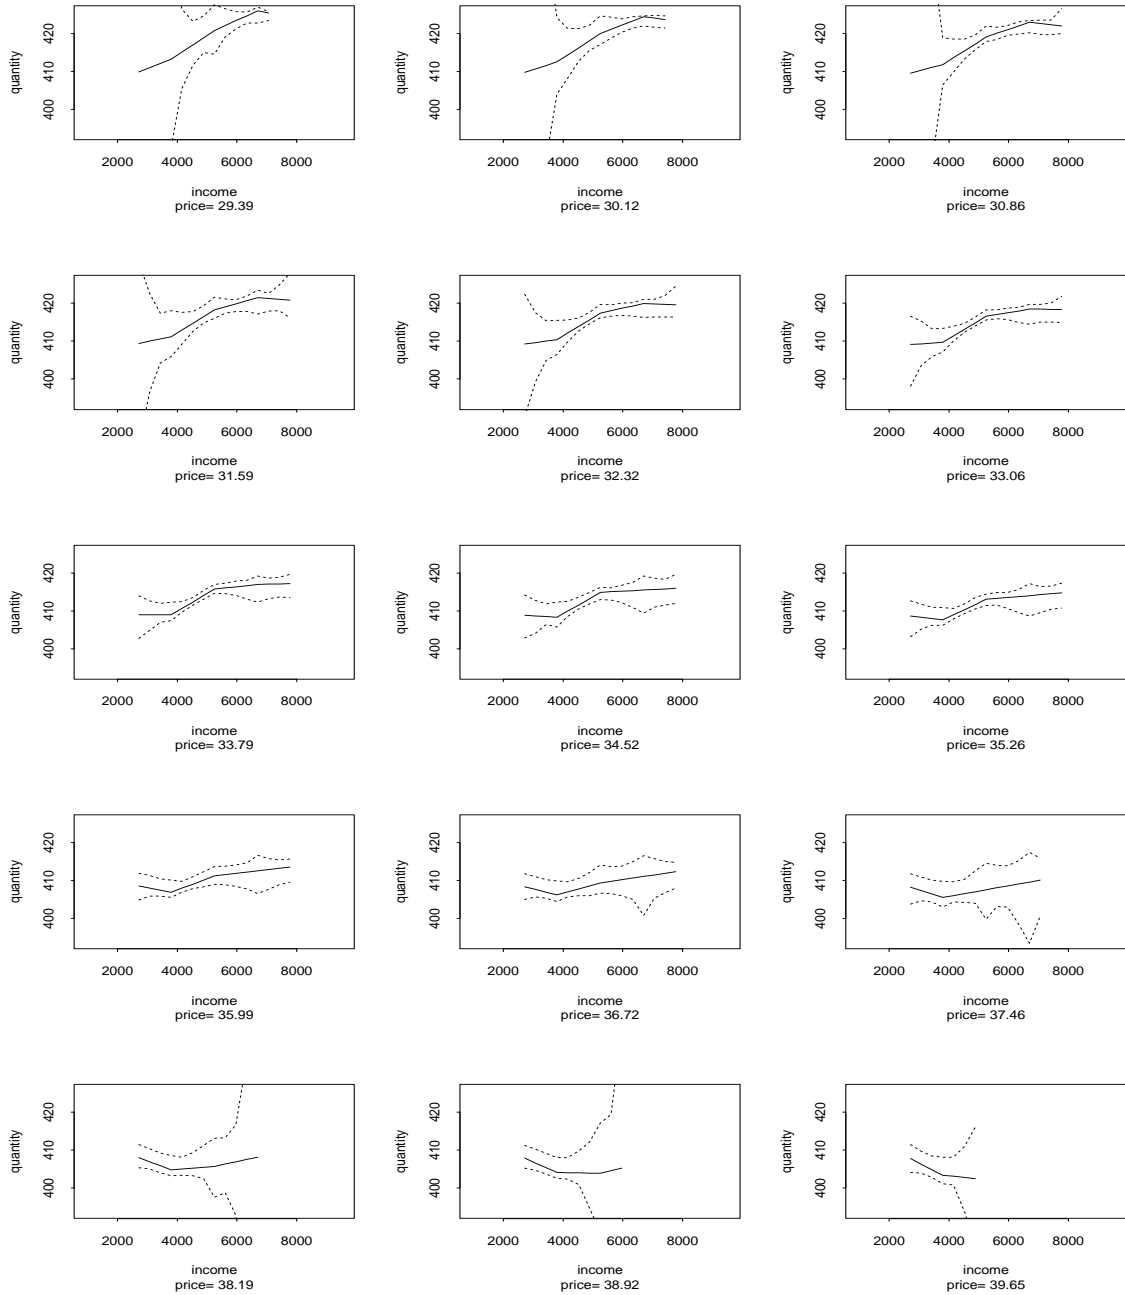 quantity
420
410
400
2000 4000 6000 8000
income
price= 29.39
quantity
420
410
400
2000 4000 6000 8000
income
price= 30.12
quantity
420
410
400
2000 4000 6000 8000
income
price= 30.86
quantity
420
410
400
2000 4000 6000 8000
income
price= 31.59
quantity
420
410
400
2000 4000 6000 8000
income
price= 32.32
quantity
420
410
400
2000 4000 6000 8000
income
price= 33.06
quantity
420
410
400
2000 4000 6000 8000
income
price= 33.79
quantity
420
410
400
2000 4000 6000 8000
income
price= 34.52
quantity
420
410
400
2000 4000 6000 8000
income
price= 35.26
quantity
420
410
400
2000 4000 6000 8000
income
price= 35.99
quantity
420
410
400
2000 4000 6000 8000
income
price= 36.72
quantity
420
410
400
2000 4000 6000 8000
income
price= 37.46
quantity
420
410
400
2000 4000 6000 8000
income
price= 38.19
quantity
420
410
400
2000 4000 6000 8000
income
price= 38.92
quantity
420
410
400
2000 4000 6000 8000
income
price= 39.65